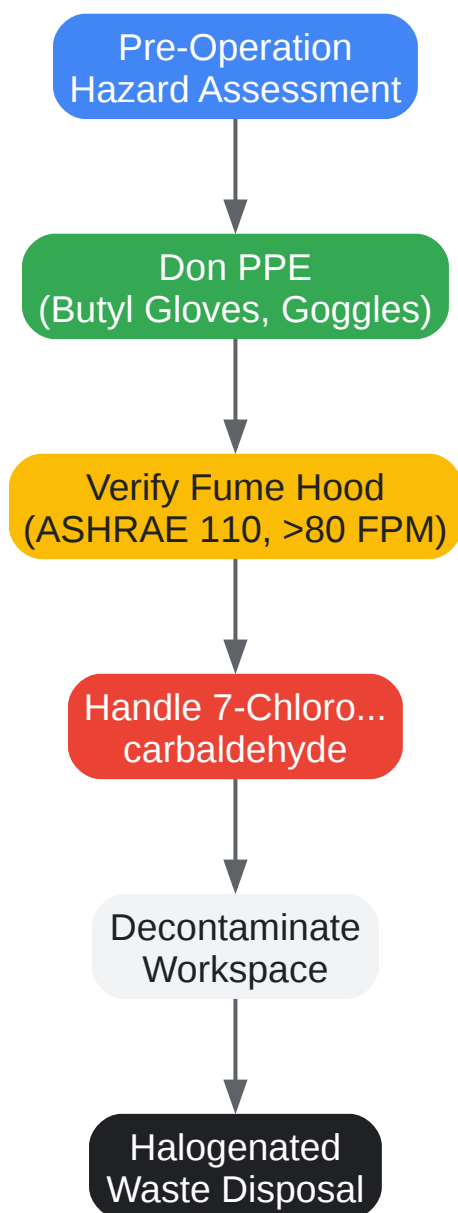 Pre-Operation
Hazard Assessment
Don PPE
(Butyl Gloves, Goggles)
Verify Fume Hood
(ASHRAE 110, >80 FPM)
Handle 7-Chloro...
carbaldehyde
Decontaminate
Workspace
Halogenated
Waste Disposal